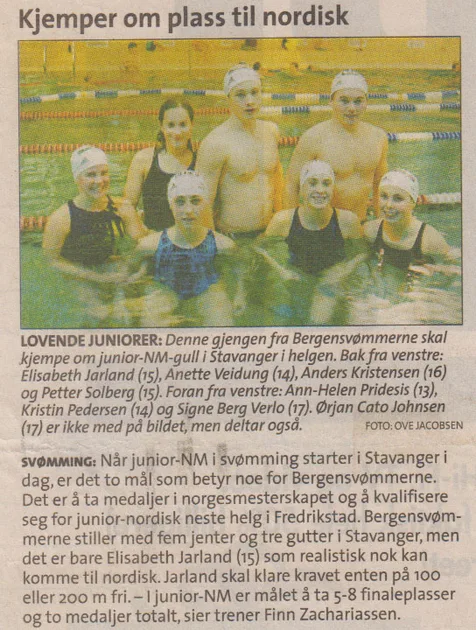 Kjemper om plass til nordisk
LOVENDE JUNIORER: Denne gjengen fra Bergensvømmerne skal
kjempe om junior-NM-gull i Stavanger i helgen. Bak fra venstre:
Elisabeth Jarland (15), Anette Veidung (14), Anders Kristensen (16)
og Petter Solberg (15). Foran fra venstre: Ann-Helen Pridesis (13),
Kristin Pedersen (14) og Signe Berg Verlo (17). Ørjan Cato Johnsen
(17) er ikke med på bildet, men deltar også. FOTO: OVE JACOBSEN
SVØMMING: Når junior-NM i svømming starter i Stavanger i
dag, er det to mål som betyr noe for Bergensvømmerne.
Det er å ta medaljer i norgesmesterskapet og å kvalifisere
seg for junior-nordisk neste helg i Fredrikstad. Bergensvøm-
merne stiller med fem jenter og tre gutter i Stavanger, men
det er bare Elisabeth Jarland (15) som realistisk nok kan
komme til nordisk. Jarland skal klare kravet enten på 100
eller 200 m fri. – I junior-NM er målet å ta 5-8 finaleplasser
og to medaljer totalt, sier trener Finn Zachariassen.